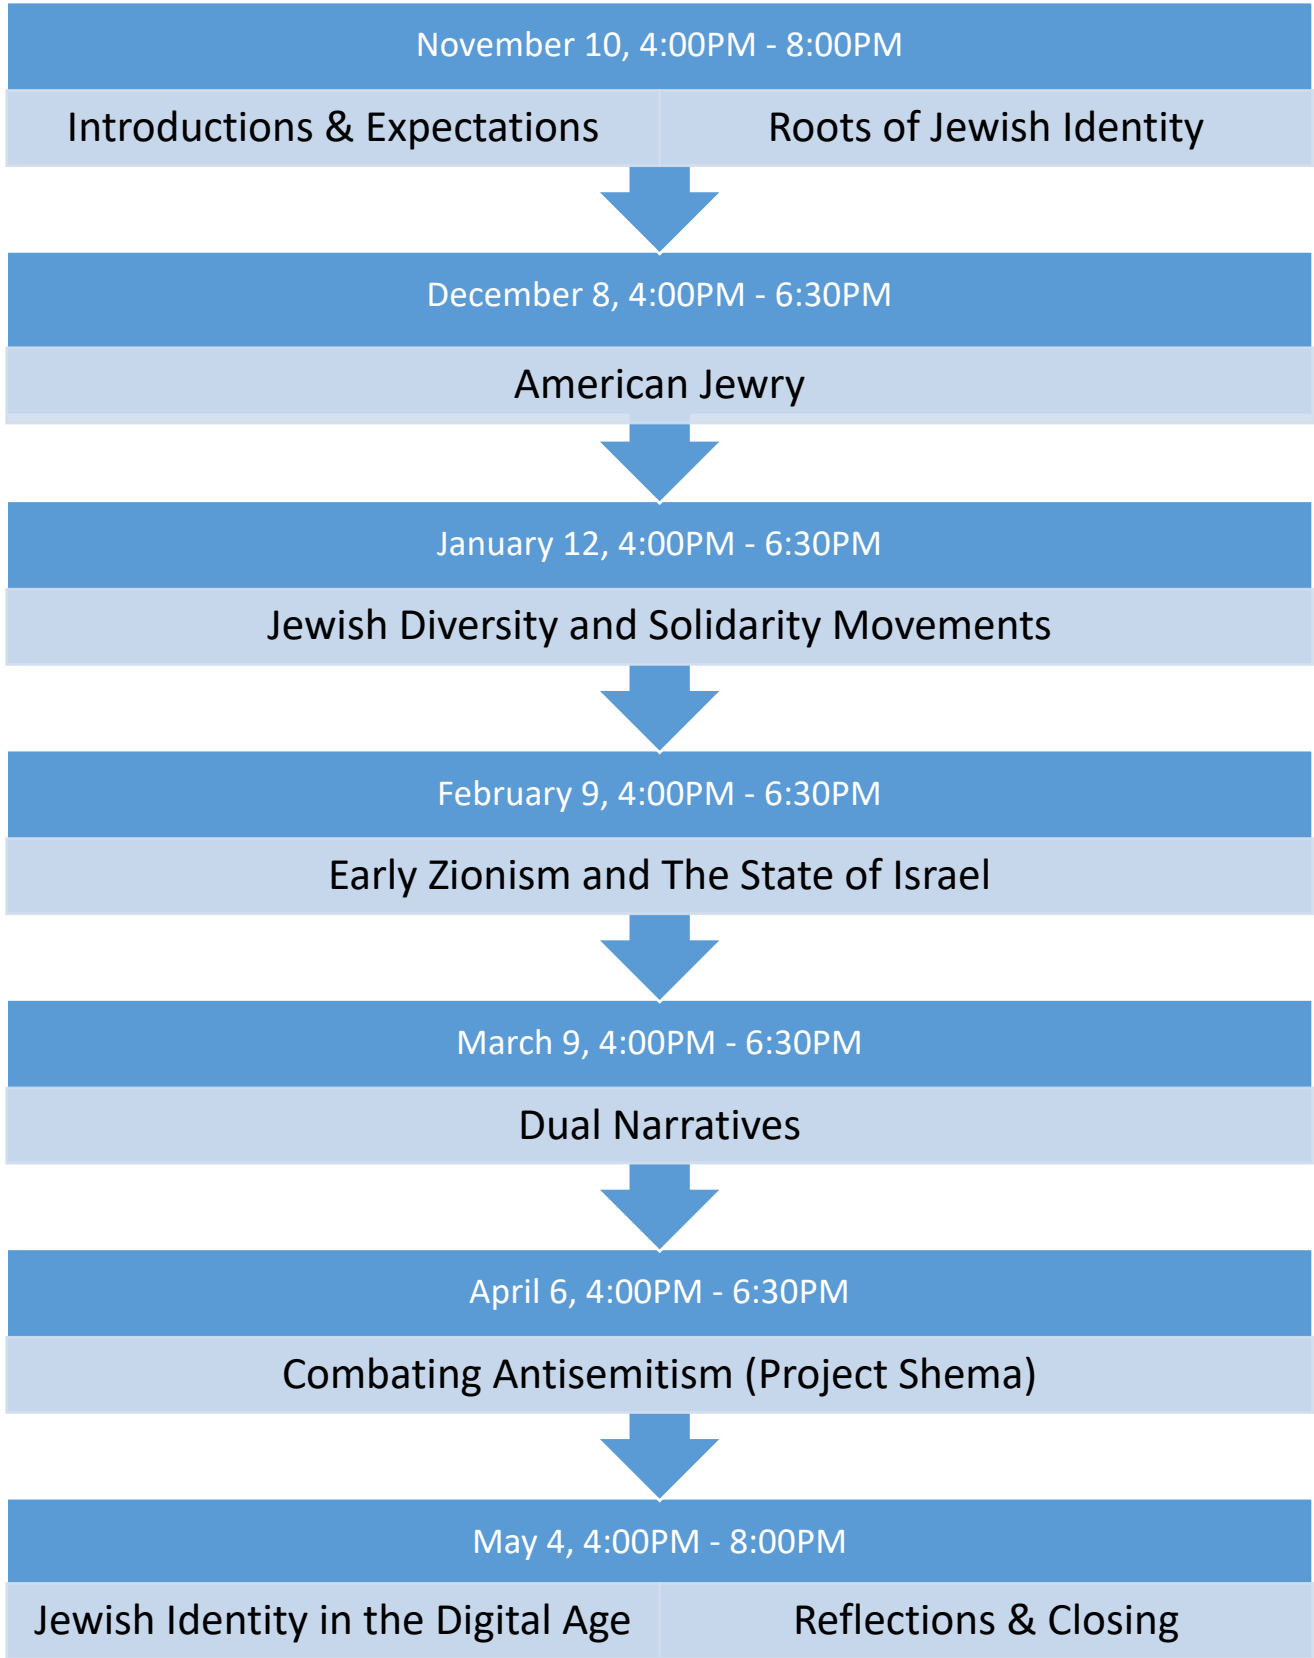 November 10, 4:00PM - 8:00PM
Introductions & Expectations
Roots of Jewish Identity
December 8, 4:00PM - 6:30PM
American Jewry
January 12, 4:00PM - 6:30PM
Jewish Diversity and Solidarity Movements
February 9, 4:00PM - 6:30PM
Early Zionism and The State of Israel
March 9, 4:00PM - 6:30PM
Dual Narratives
April 6, 4:00PM - 6:30PM
Combating Antisemitism (Project Shema)
May 4, 4:00PM - 8:00PM
Jewish Identity in the Digital Age
Reflections & Closing